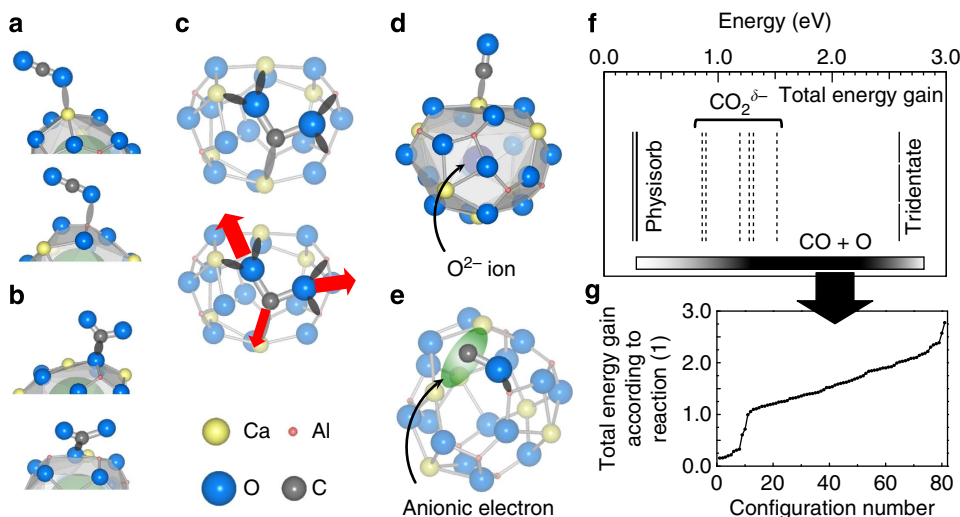 a
b
c
Ca
Al
O
C
d
O2− ion
e
Anionic electron
f
Energy (eV)
0.0 1.0 2.0 3.0
CO2δ− Total energy gain
Physisorb
Tridentate
CO + O
g
Total energy gain
according to
reaction (1)
3.0
2.0
1.0
0.0
0 20 40 60 80
Configuration number